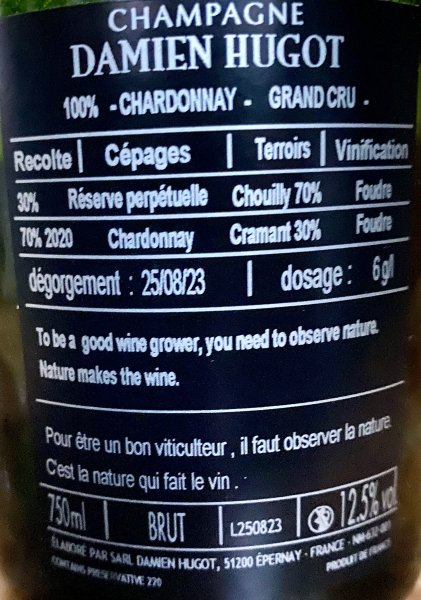 CHAMPAGNE
DAMIEN HUGOT
100% - CHARDONNAY - GRAND CRU -
Recolte | Cépages | Terroirs | Vinification
30% Réserve perpétuelle Chouilly 70% Foudre
70% 2020 Chardonnay Cramant 30% Foudre
dégorgement : 25/08/23 | dosage : 6 g/l
To be a good wine grower, you need to observe nature.
Nature makes the wine.
Pour être un bon viticulteur , il faut observer la nature.
C'est la nature qui fait le vin .
750ml | BRUT | L250823 | 12.5% vol
ELABORÉ PAR SARL DAMIEN HUGOT, 51200 ÉPERNAY - FRANCE -
CONTAINS PRESERVATIVE 220 PRODUIT DE FRANCE